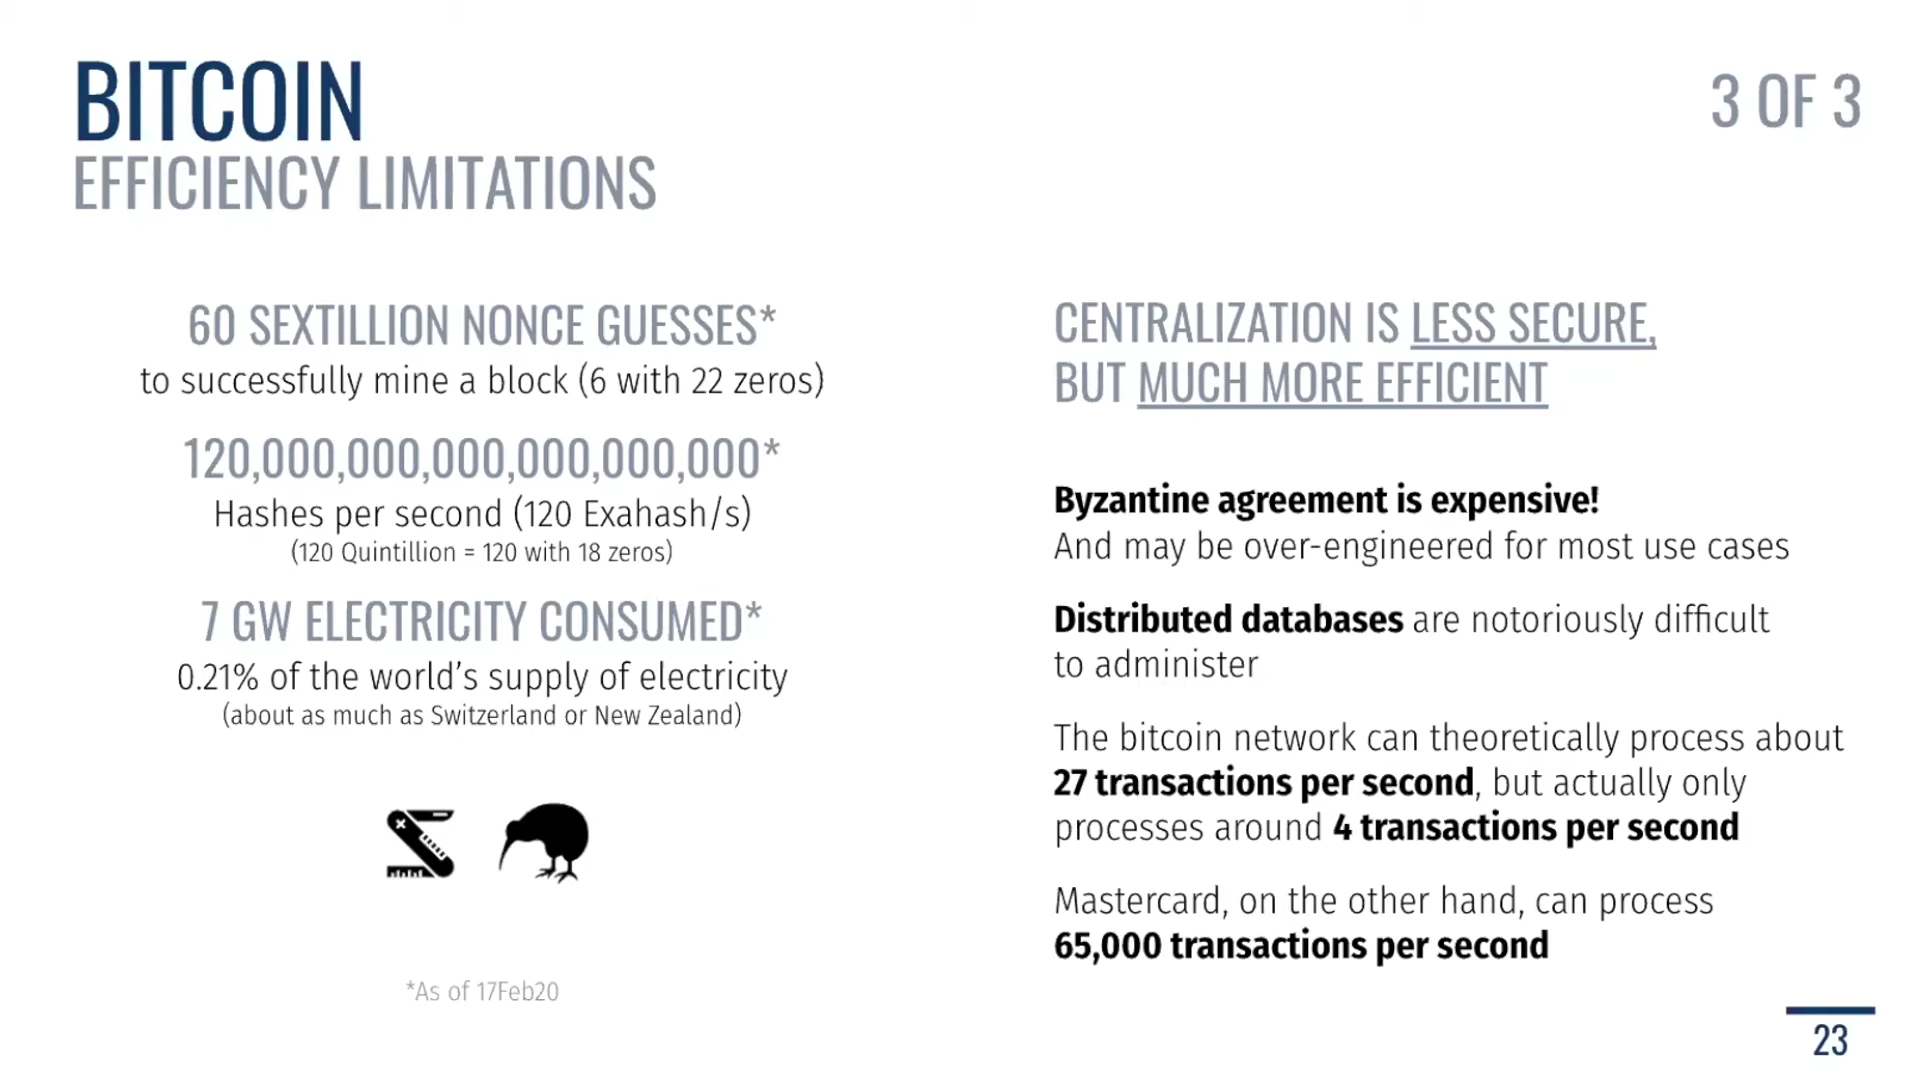 BITCOIN
EFFICIENCY LIMITATIONS
3 OF 3
60 SEXTILLION NONCE GUESSES*
to successfully mine a block (6 with 22 zeros)
120,000,000,000,000,000,000*
Hashes per second (120 Exahash/s)
(120 Quintillion = 120 with 18 zeros)
7 GW ELECTRICITY CONSUMED*
0.21% of the world's supply of electricity
(about as much as Switzerland or New Zealand)
*As of 17Feb20
CENTRALIZATION IS LESS SECURE,
BUT MUCH MORE EFFICIENT
Byzantine agreement is expensive!
And may be over-engineered for most use cases
Distributed databases are notoriously difficult
to administer
The bitcoin network can theoretically process about
27 transactions per second, but actually only
processes around 4 transactions per second
Mastercard, on the other hand, can process
65,000 transactions per second
23